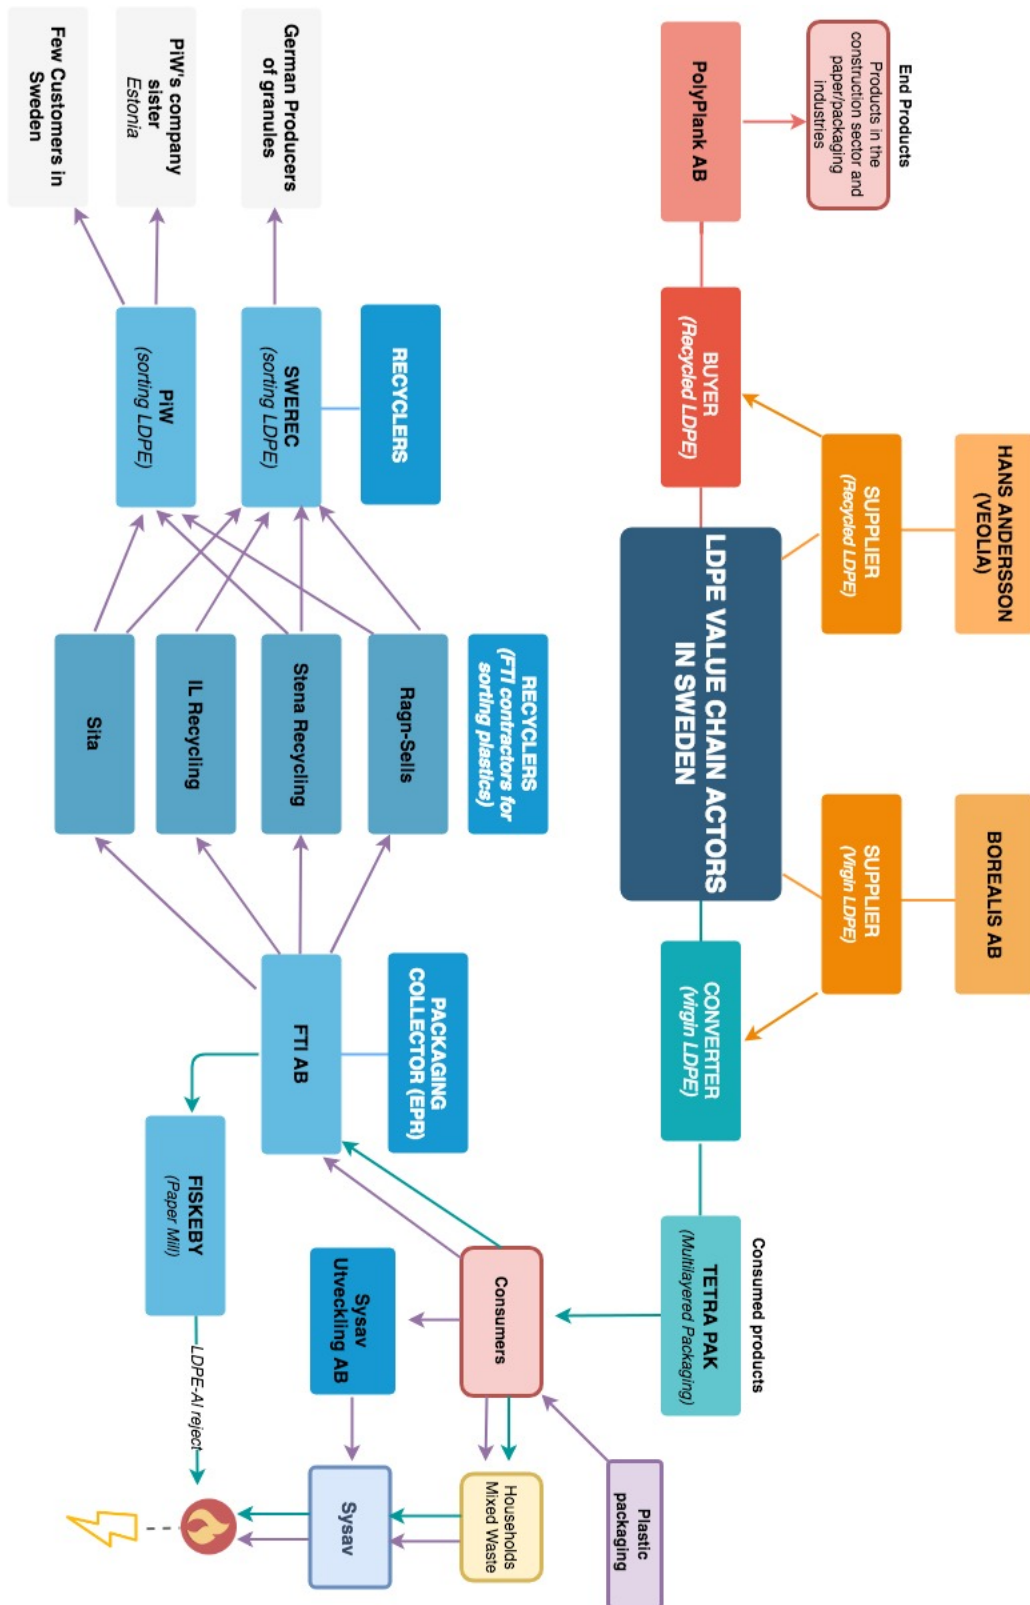 HANS ANDERSSON
(VEOLIA)
BOREALIS AB
End Products
Products in the
construction sector and
paper/packaging
industries
SUPPLIER
(Recycled LDPE)
SUPPLIER
(Virgin LDPE)
Consumed products
PolyPlank AB
BUYER
(Recycled LDPE)
LDPE VALUE CHAIN ACTORS
IN SWEDEN
CONVERTER
(virgin LDPE)
TETRA PAK
(Multilayered Packaging)
Plastic
packaging
RECYCLERS
RECYCLERS
(FTI contractors for
sorting plastics)
PACKAGING
COLLECTOR (EPR)
Consumers
Households
Mixed Waste
German Producers
of granules
SWEREC
(sorting LDPE)
Ragn-Sells
Stena Recycling
IL Recycling
Sita
FTI AB
Sysav
Utveckling AB
Sysav
PiW's company
sister
Estonia
PiW
(sorting LDPE)
FISKEBY
(Paper Mill)
LDPE-Al reject
Few Customers in
Sweden